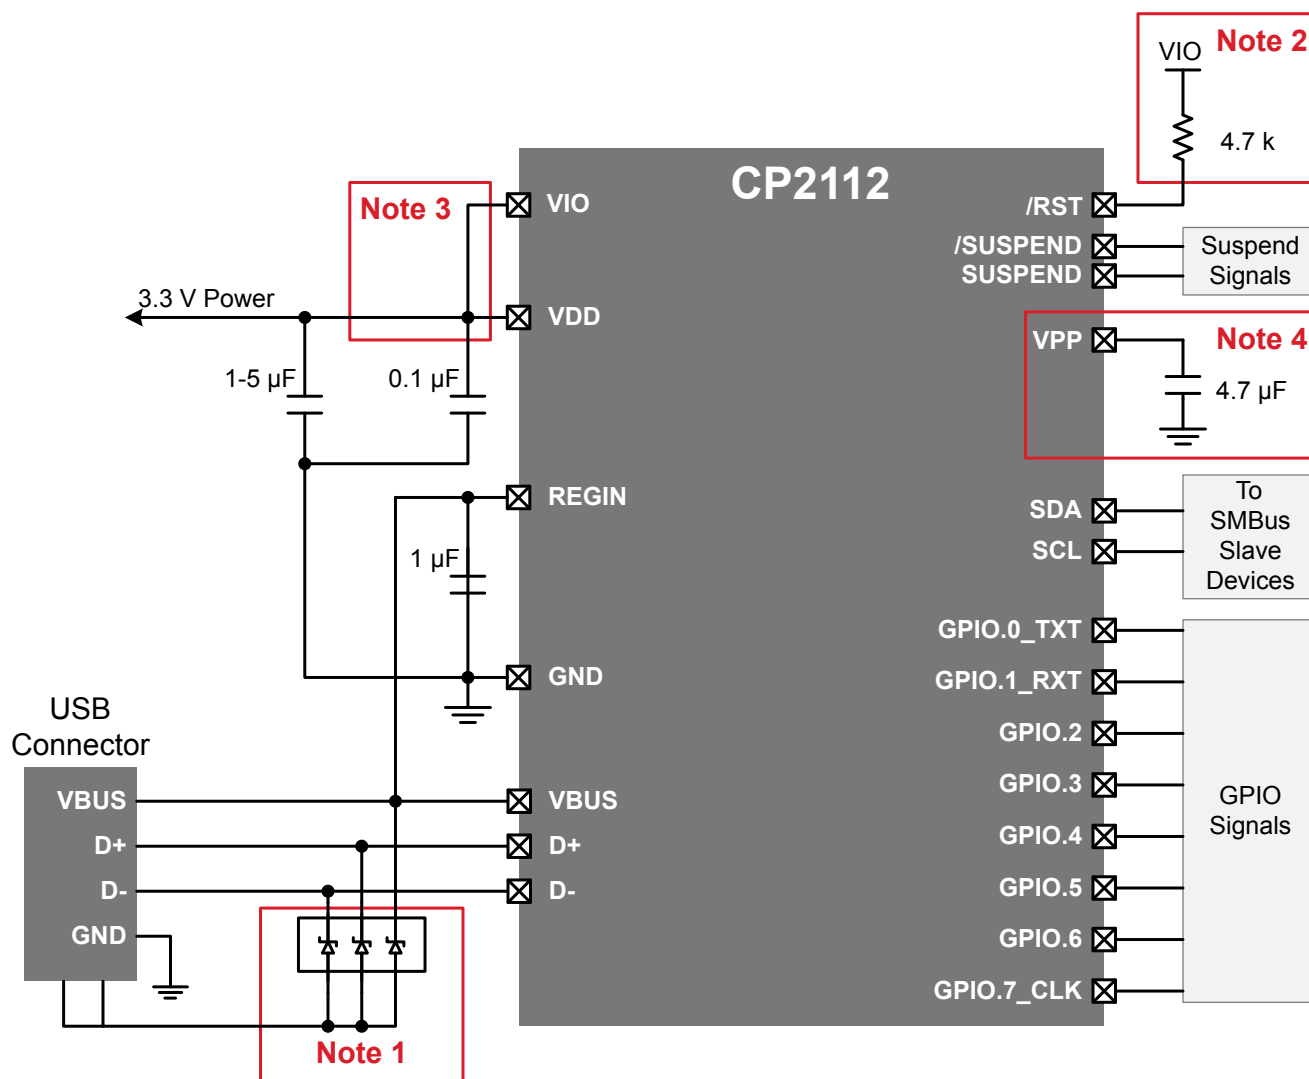 Note 2
VIO
4.7 k
CP2112
Note 3
VIO
/RST
/SUSPEND
SUSPEND
Suspend
Signals
3.3 V Power
VDD
VPP
Note 4
1-5 µF
0.1 µF
4.7 µF
REGIN
SDA
SCL
To
SMBus
Slave
Devices
1 µF
GND
GPIO.0_TXT
GPIO.1_RXT
GPIO.2
GPIO.3
GPIO.4
GPIO.5
GPIO.6
GPIO.7_CLK
GPIO
Signals
USB
Connector
VBUS
D+
D-
GND
VBUS
D+
D-
Note 1